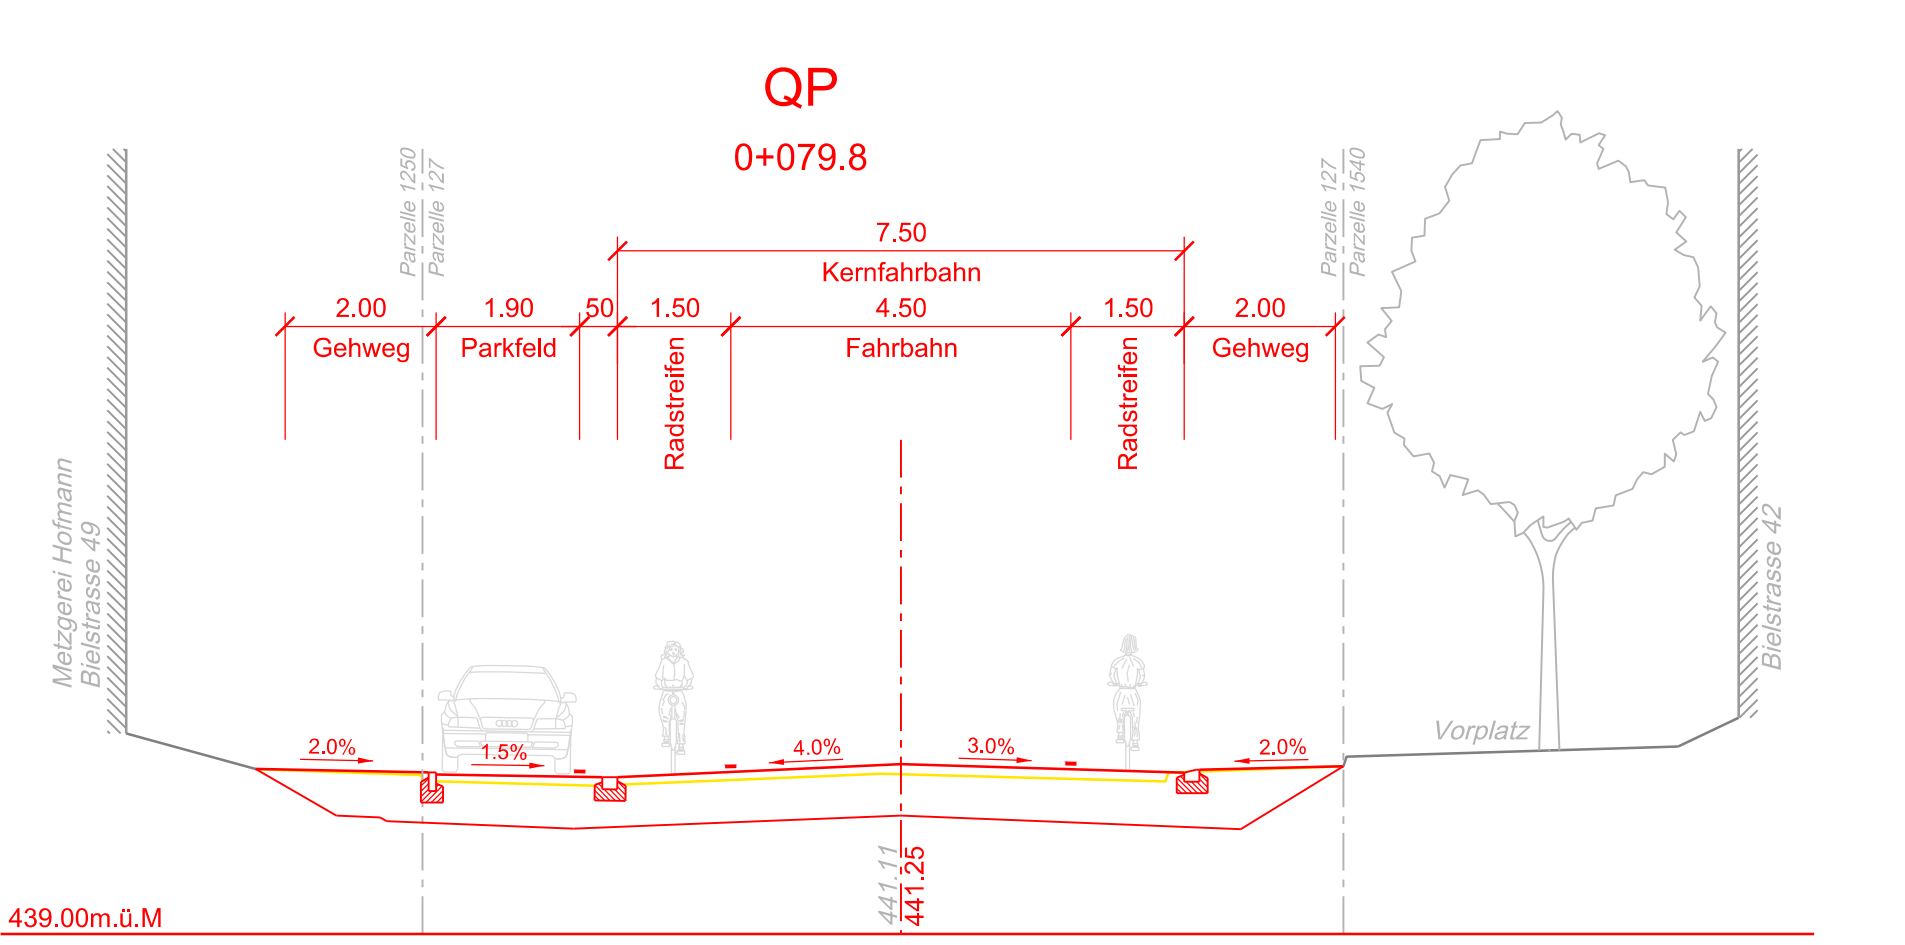 QP
0+079.8
Parzelle 1250
Parzelle 127
Parzelle 127
Parzelle 1540
7.50
Kernfahrbahn
2.00
1.90
50
1.50
4.50
1.50
2.00
Gehweg
Parkfeld
Radstreifen
Fahrbahn
Radstreifen
Gehweg
Metzgerei Hofmann
Bielstrasse 49
Bielstrasse 42
Vorplatz
2.0%
1.5%
4.0%
3.0%
2.0%
441.11
441.25
439.00m.ü.M